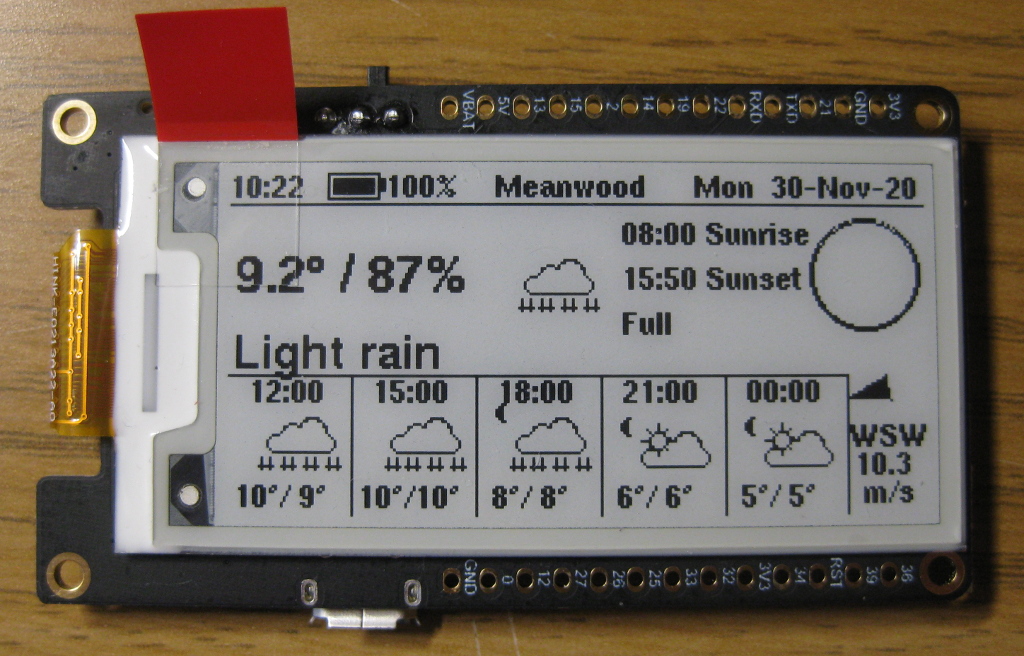 VBAT 5V 13 15 2 14 19 22 RXD TXD 21 GND 3V3
10:22 100% Meanwood Mon 30-Nov-20
08:00 Sunrise
9.2° / 87%
15:50 Sunset
Full
Light rain
12:00 15:00 18:00 21:00 00:00
WSW
10.3
10°/ 9° 10°/10° 8°/ 8° 6°/ 6° 5°/ 5° m/s
GND 0 12 27 26 25 33 32 3V3 34 RST 39 36